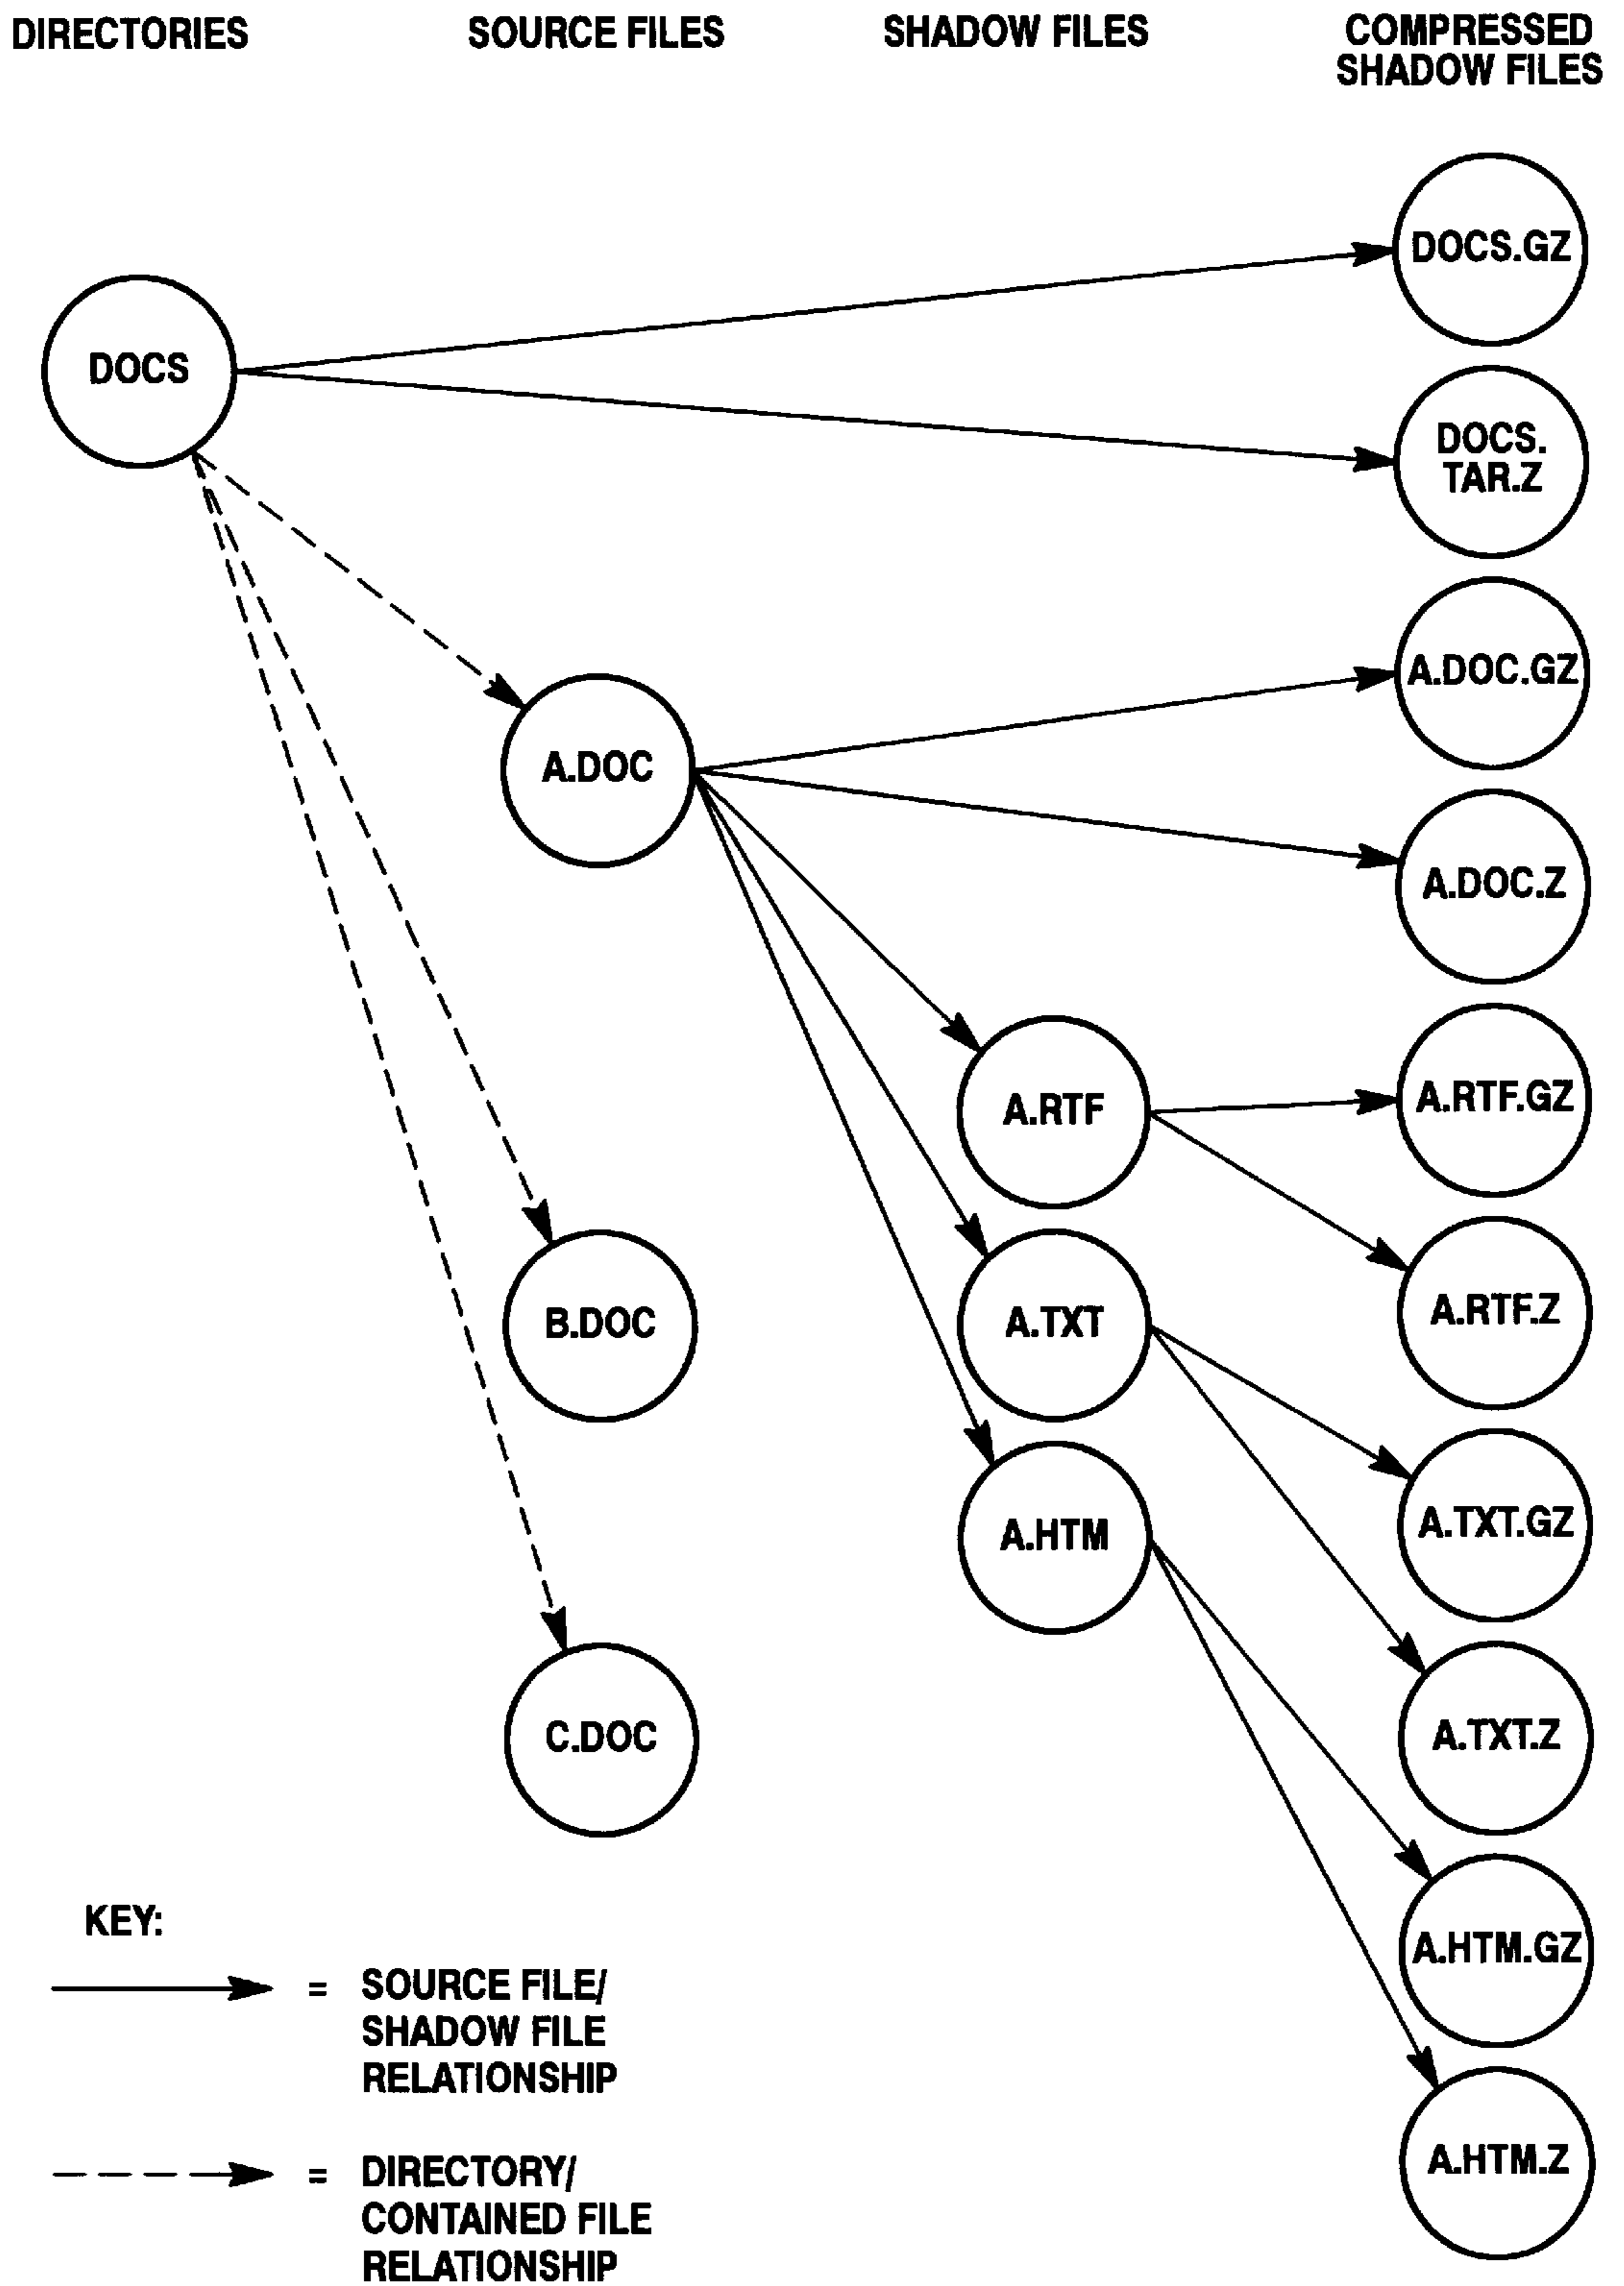 DIRECTORIES
SOURCE FILES
SHADOW FILES
COMPRESSED
SHADOW FILES
DOCS
DOCS.GZ
DOCS.
TAR.Z
A.DOC
A.DOC.GZ
A.DOC.Z
A.RTF
A.RTF.GZ
A.RTF.Z
B.DOC
A.TXT
A.TXT.GZ
A.TXT.Z
A.HTM
C.DOC
A.HTM.GZ
A.HTM.Z
KEY:
= SOURCE FILE/
SHADOW FILE
RELATIONSHIP
= DIRECTORY/
CONTAINED FILE
RELATIONSHIP